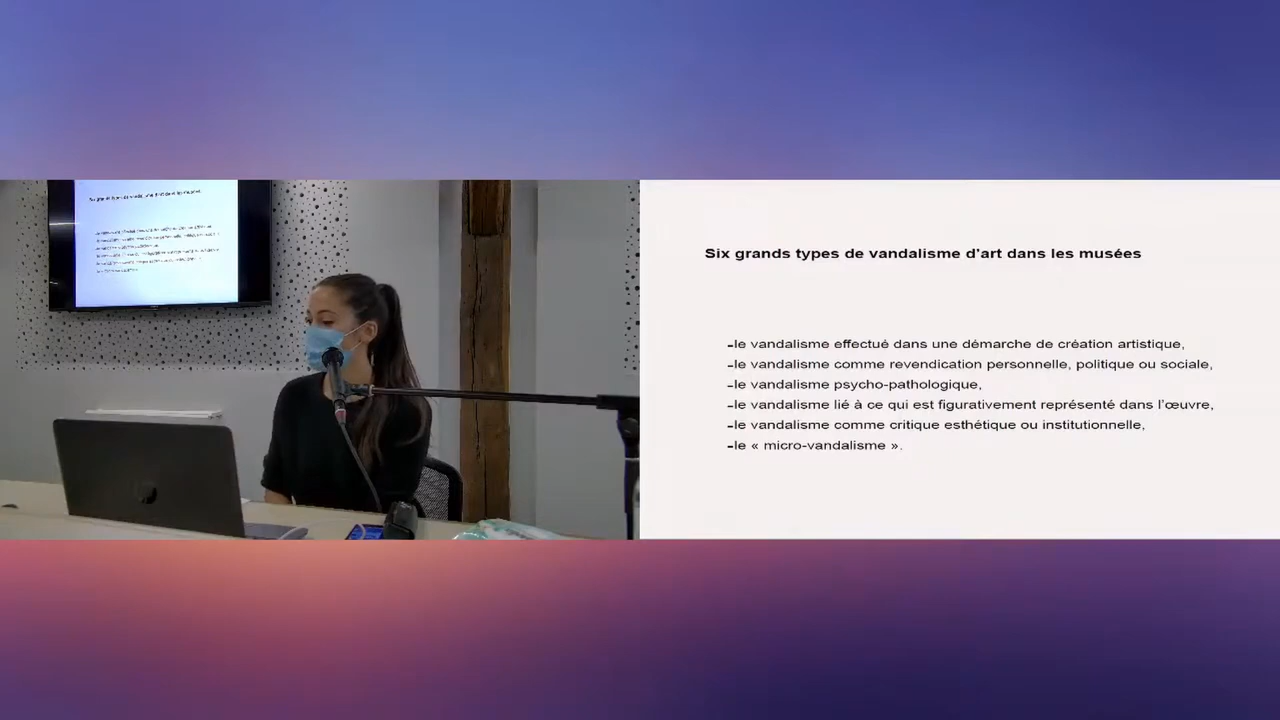 Six grands types de vandalisme d'art dans les musées
-le vandalisme effectué dans une démarche de création artistique,
-le vandalisme comme revendication personnelle, politique ou sociale,
-le vandalisme psycho-pathologique,
-le vandalisme lié à ce qui est figurativement représenté dans l'œuvre,
-le vandalisme comme critique esthétique ou institutionnelle,
-le « micro-vandalisme ».